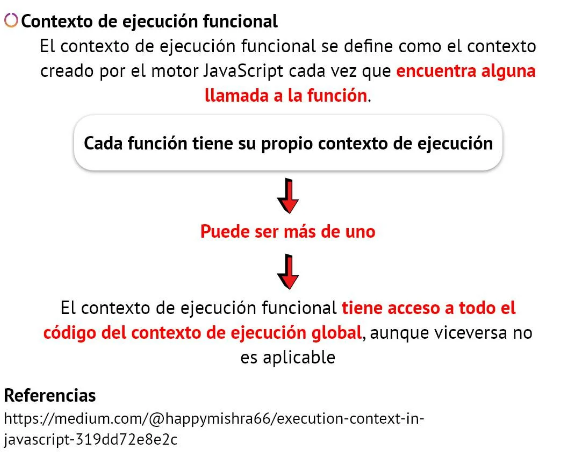 Contexto de ejecución funcional
El contexto de ejecución funcional se define como el contexto
creado por el motor JavaScript cada vez que encuentra alguna
llamada a la función.
Cada función tiene su propio contexto de ejecución
Puede ser más de uno
El contexto de ejecución funcional tiene acceso a todo el
código del contexto de ejecución global, aunque viceversa no
es aplicable
Referencias
https://medium.com/@happymishra66/execution-context-in-
javascript-319dd72e8e2c